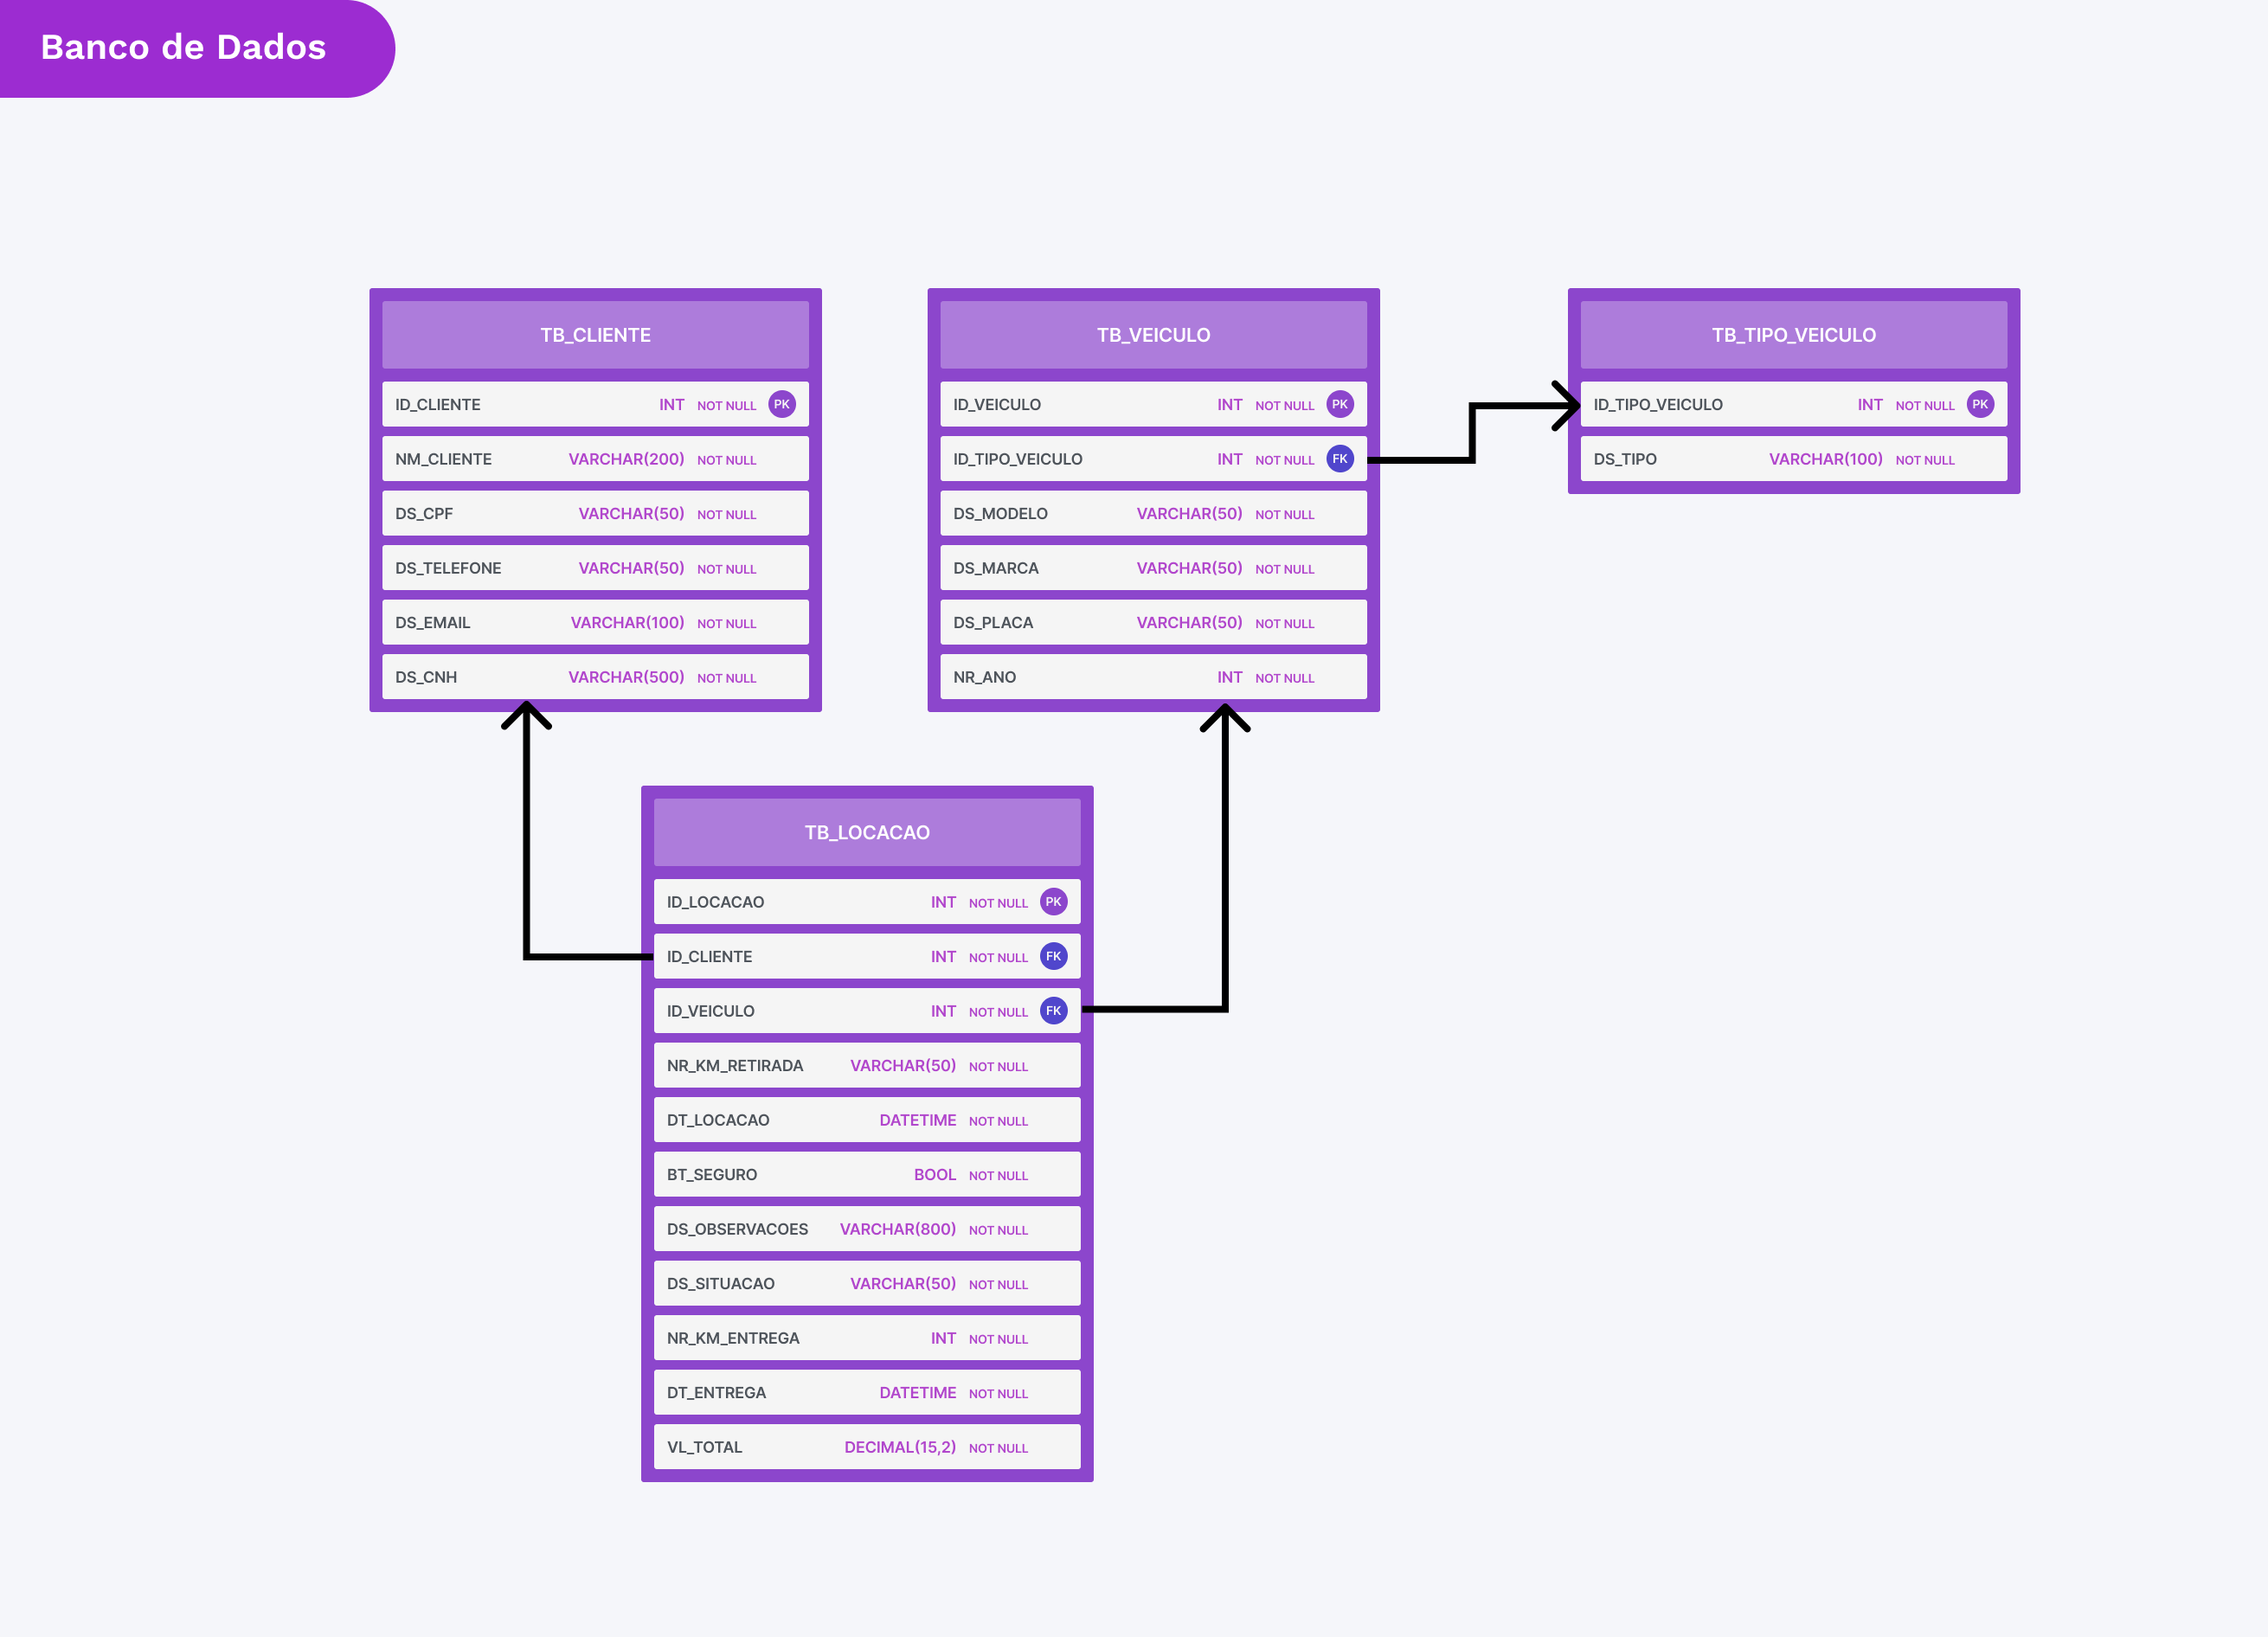 Banco de Dados
TB_CLIENTE
ID_CLIENTE INT NOT NULL PK
NM_CLIENTE VARCHAR(200) NOT NULL
DS_CPF VARCHAR(50) NOT NULL
DS_TELEFONE VARCHAR(50) NOT NULL
DS_EMAIL VARCHAR(100) NOT NULL
DS_CNH VARCHAR(500) NOT NULL
TB_VEICULO
ID_VEICULO INT NOT NULL PK
ID_TIPO_VEICULO INT NOT NULL FK
DS_MODELO VARCHAR(50) NOT NULL
DS_MARCA VARCHAR(50) NOT NULL
DS_PLACA VARCHAR(50) NOT NULL
NR_ANO INT NOT NULL
TB_TIPO_VEICULO
ID_TIPO_VEICULO INT NOT NULL PK
DS_TIPO VARCHAR(100) NOT NULL
TB_LOCACAO
ID_LOCACAO INT NOT NULL PK
ID_CLIENTE INT NOT NULL FK
ID_VEICULO INT NOT NULL FK
NR_KM_RETIRADA VARCHAR(50) NOT NULL
DT_LOCACAO DATETIME NOT NULL
BT_SEGURO BOOL NOT NULL
DS_OBSERVACOES VARCHAR(800) NOT NULL
DS_SITUACAO VARCHAR(50) NOT NULL
NR_KM_ENTREGA INT NOT NULL
DT_ENTREGA DATETIME NOT NULL
VL_TOTAL DECIMAL(15,2) NOT NULL